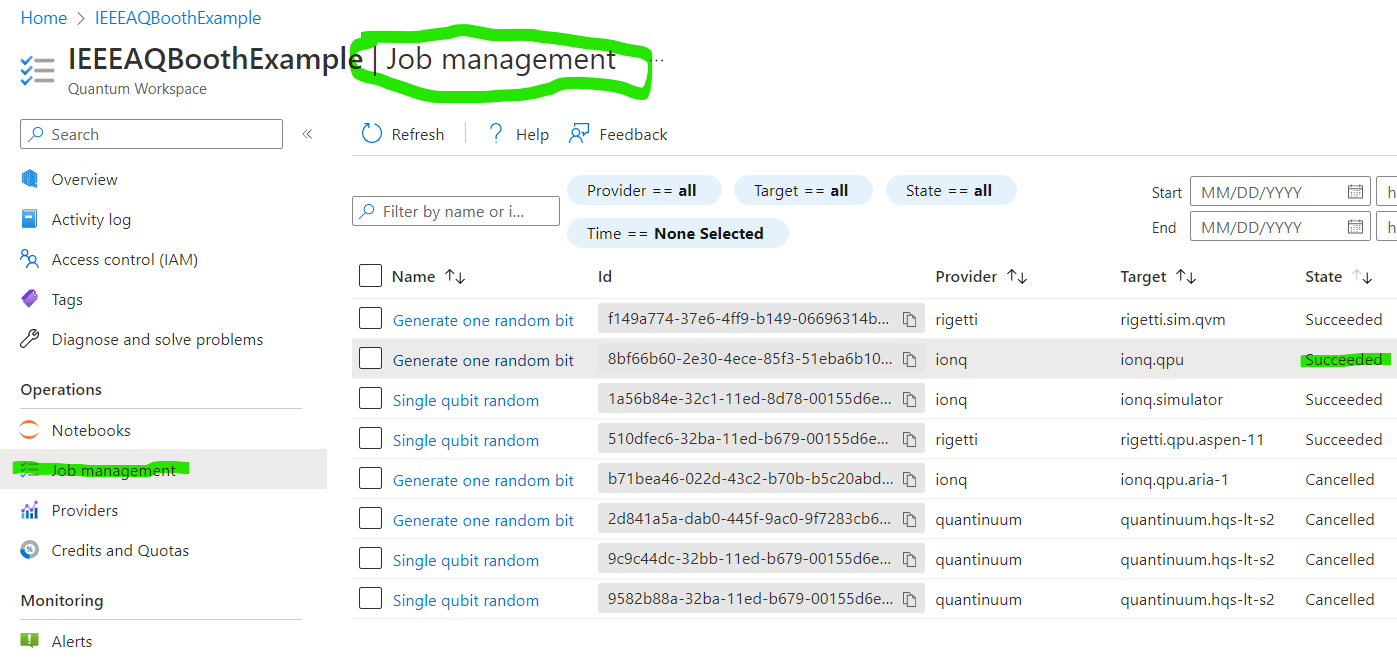 Home > IEEEAQBoothExample
IEEEAQBoothExample | Job management ...
Quantum Workspace
Search «
Refresh | Help Feedback
Overview
Activity log
Access control (IAM)
Tags
Diagnose and solve problems
Operations
Notebooks
Job management
Providers
Credits and Quotas
Monitoring
Alerts
Filter by name or i...
Provider == all Target == all State == all
Time == None Selected
Start MM/DD/YYYY h
End MM/DD/YYYY h
Name ↑↓ Id Provider ↑↓ Target ↑↓ State ↑↓
Generate one random bit f149a774-37e6-4ff9-b149-06696314b... rigetti rigetti.sim.qvm Succeeded
Generate one random bit 8bf66b60-2e30-4ece-85f3-51eba6b10... ionq ionq.qpu Succeeded
Single qubit random 1a56b84e-32c1-11ed-8d78-00155d6e... ionq ionq.simulator Succeeded
Single qubit random 510dfec6-32ba-11ed-b679-00155d6e... rigetti rigetti.qpu.aspen-11 Succeeded
Generate one random bit b71bea46-022d-43c2-b70b-b5c20abd... ionq ionq.qpu.aria-1 Cancelled
Generate one random bit 2d841a5a-dab0-445f-9ac0-9f7283cb6... quantinuum quantinuum.hqs-lt-s2 Cancelled
Single qubit random 9c9c44dc-32bb-11ed-b679-00155d6e... quantinuum quantinuum.hqs-lt-s2 Cancelled
Single qubit random 9582b88a-32ba-11ed-b679-00155d6e... quantinuum quantinuum.hqs-lt-s2 Cancelled